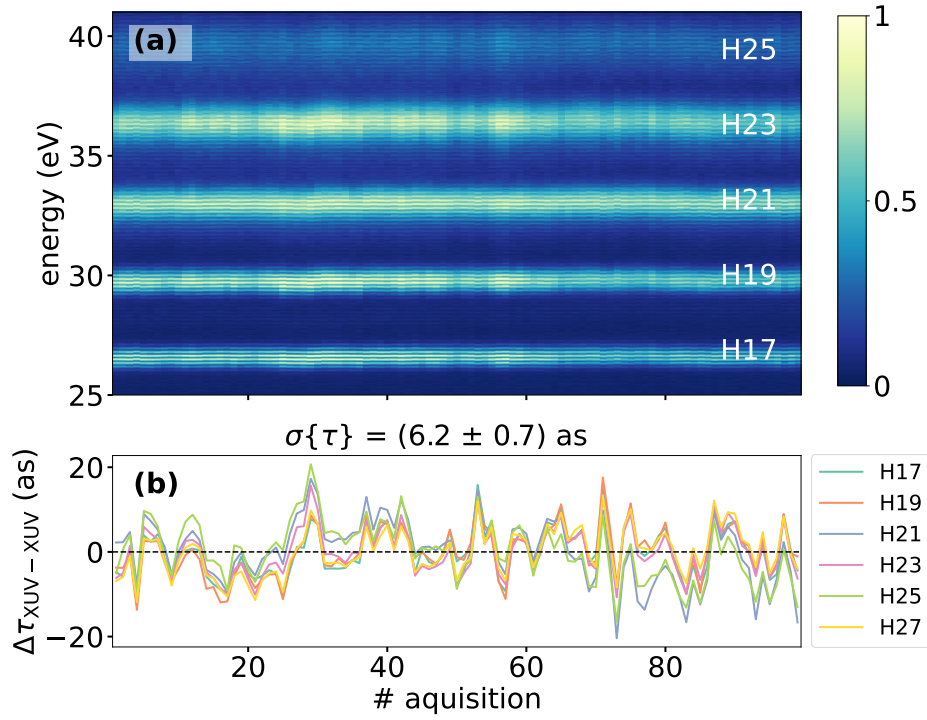 (a)
40
35
30
25
energy (eV)
H25
H23
H21
H19
H17
1
0.5
0
σ{τ} = (6.2 ± 0.7) as
(b)
20
0
−20
Δτ_XUV − XUV (as)
20
40
60
80
# aquisition
H17
H19
H21
H23
H25
H27